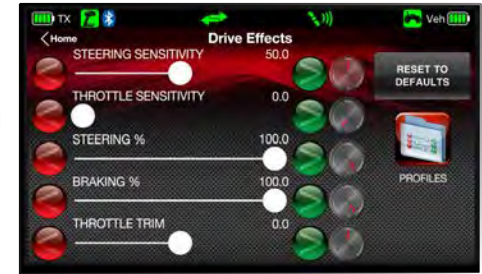 TX Veh
Home Drive Effects
STEERING SENSITIVITY 50.0
RESET TO
DEFAULTS
THROTTLE SENSITIVITY 0.0
STEERING % 100.0
PROFILES
BRAKING % 100.0
THROTTLE TRIM 0.0